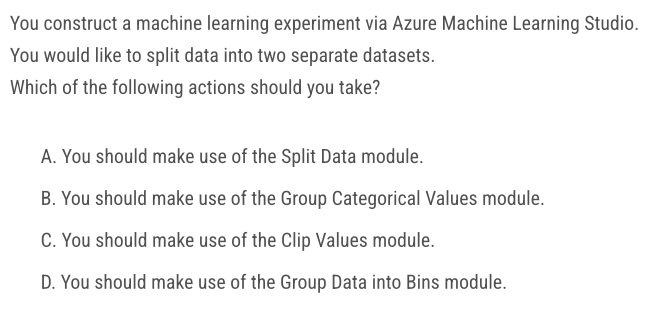 You construct a machine learning experiment via Azure Machine Learning Studio.
You would like to split data into two separate datasets.
Which of the following actions should you take?
A. You should make use of the Split Data module.
B. You should make use of the Group Categorical Values module.
C. You should make use of the Clip Values module.
D. You should make use of the Group Data into Bins module.